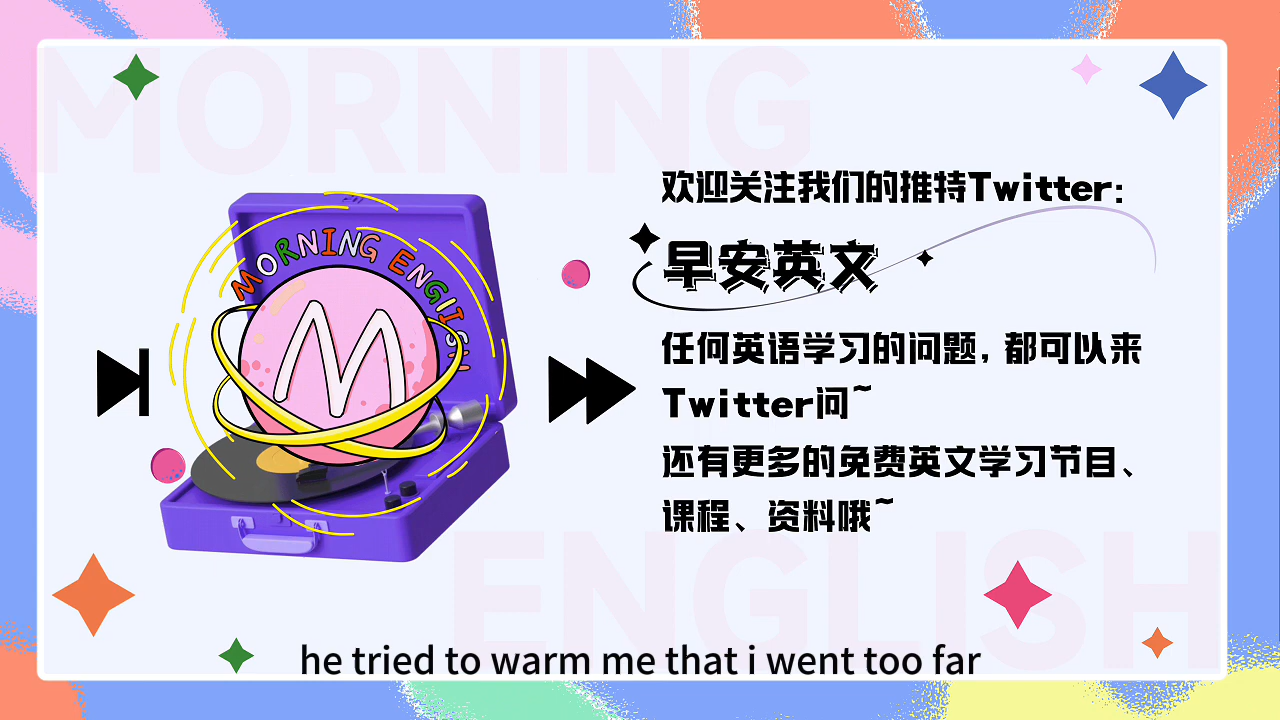 MORNING
欢迎关注我们的推特Twitter:
早安英文
MORNING ENGlISH
M
任何英语学习的问题,都可以来
Twitter问~
还有更多的免费英文学习节目、
课程、资料哦~
ENGLISH
he tried to warm me that i went too far